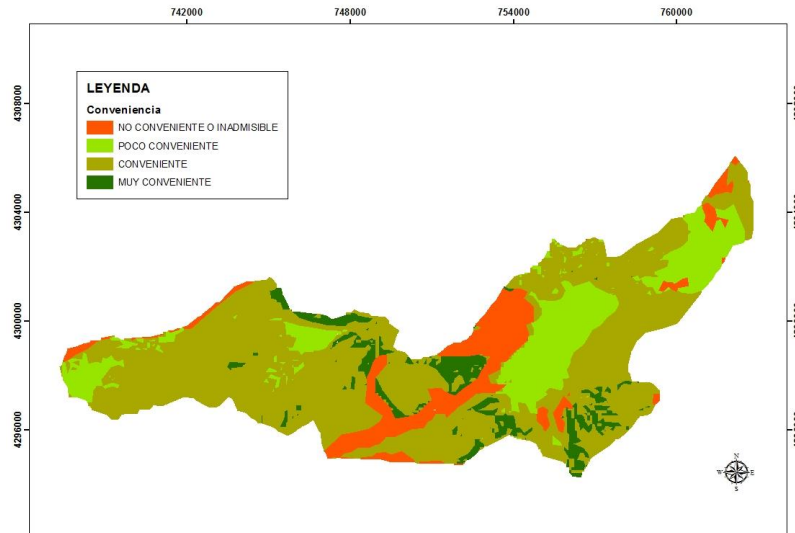 742000 748000 754000 760000
4308000
4304000
4300000
4296000
LEYENDA
Conveniencia
NO CONVENIENTE O INADMISIBLE
POCO CONVENIENTE
CONVENIENTE
MUY CONVENIENTE
N
W E
S